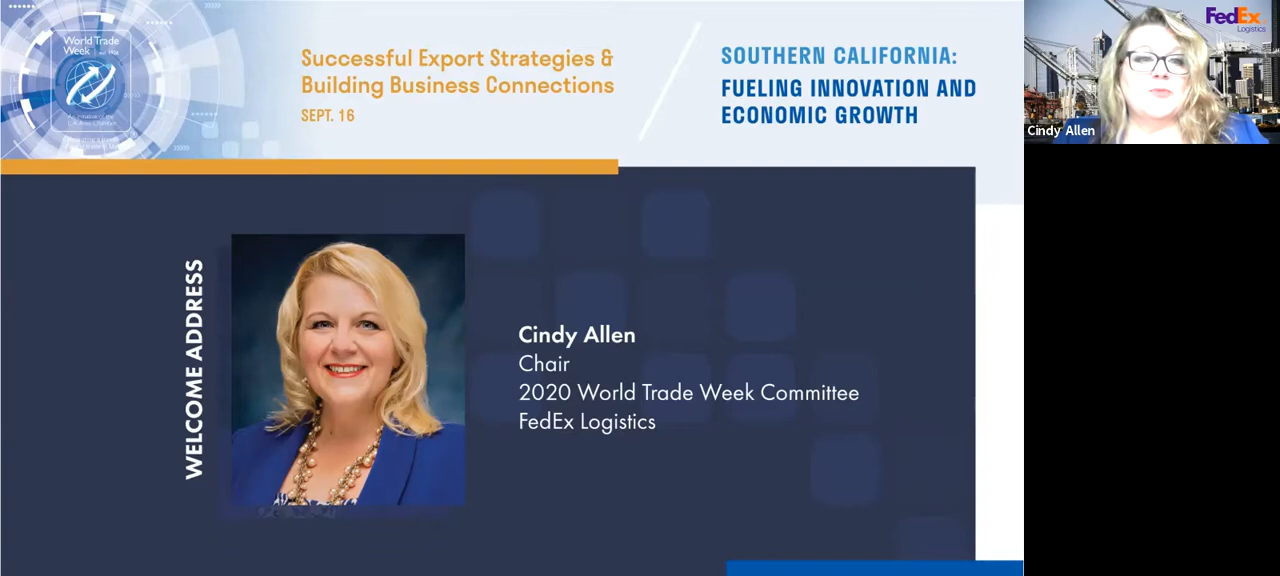 World Trade
Week
Successful Export Strategies &
Building Business Connections
SEPT. 16
SOUTHERN CALIFORNIA:
FUELING INNOVATION AND
ECONOMIC GROWTH
FedEx
Logistics
Cindy Allen
WELCOME ADDRESS
Cindy Allen
Chair
2020 World Trade Week Committee
FedEx Logistics